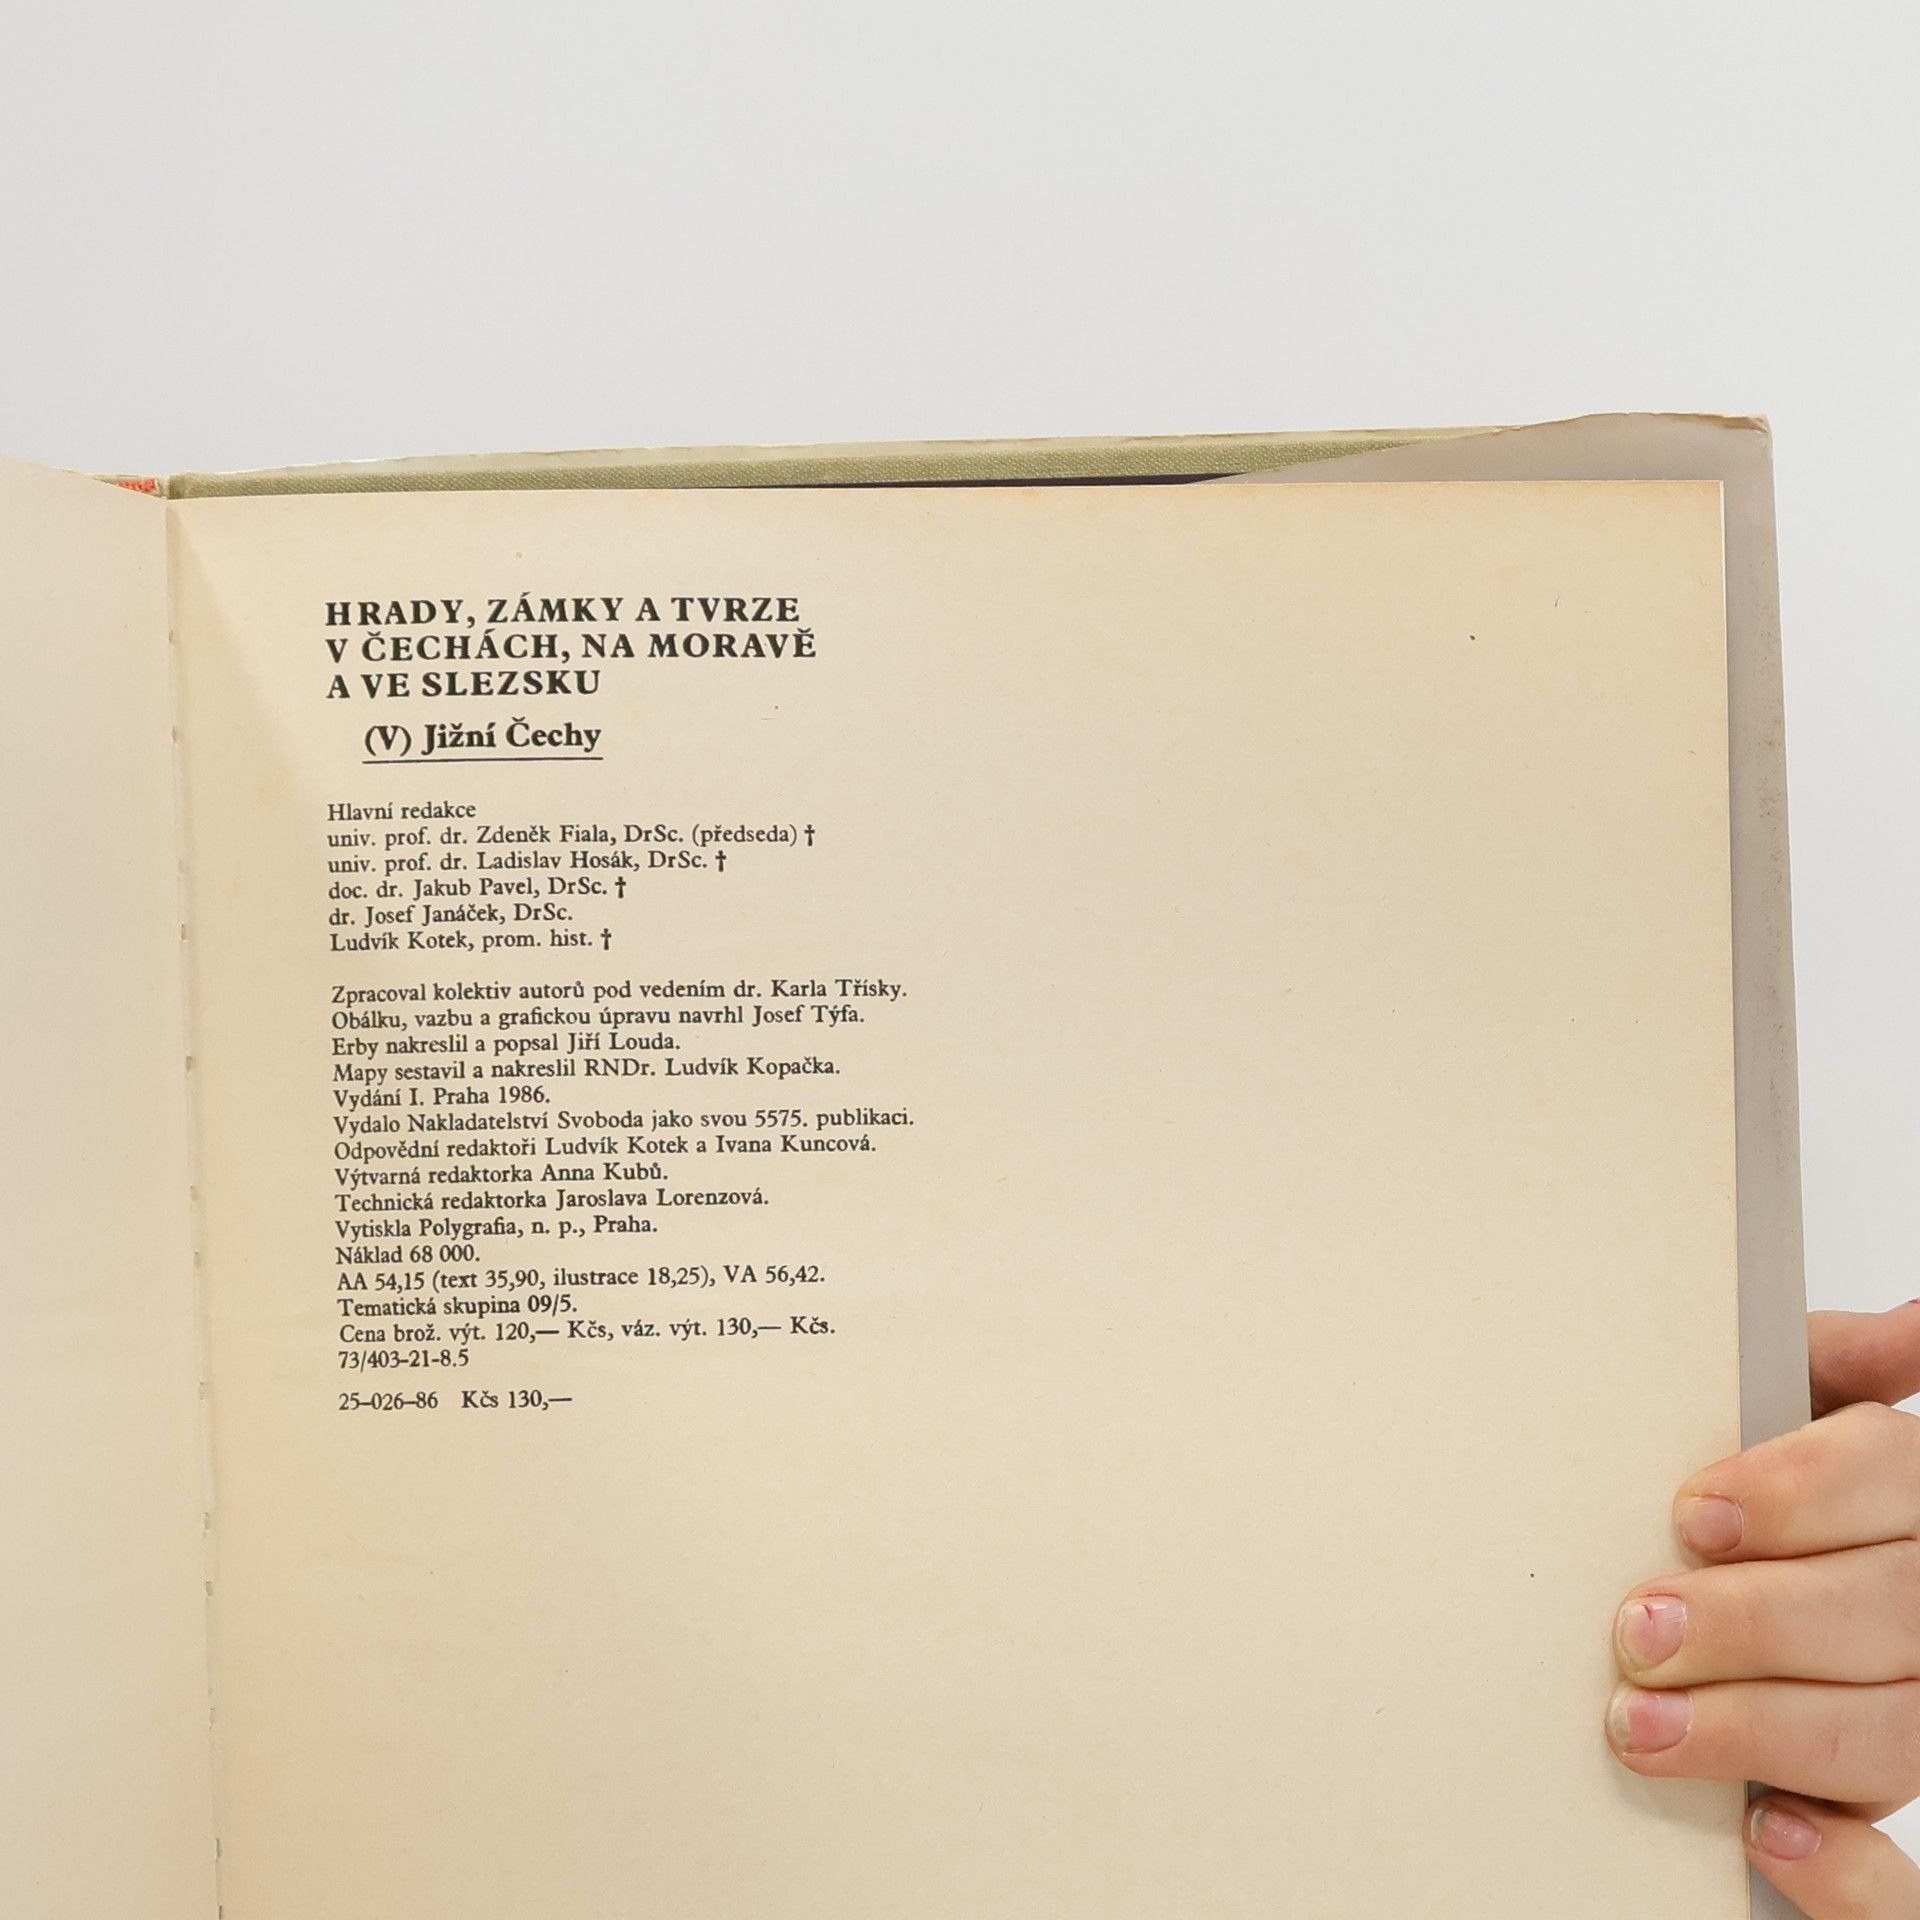 HRADY, ZÁMKY A TVRZE
V ČECHÁCH, NA MORAVĚ
A VE SLEZSKU
(V) Jižní Čechy
Hlavní redakce
univ. prof. dr. Zdeněk Fiala, DrSc. (předseda) †
univ. prof. dr. Ladislav Hosák, DrSc. †
doc. dr. Jakub Pavel, DrSc. †
dr. Josef Janáček, DrSc.
Ludvík Kotek, prom. hist. †
Zpracoval kolektiv autorů pod vedením dr. Karla Třísky.
Obálku, vazbu a grafickou úpravu navrhl Josef Týfa.
Erby nakreslil a popsal Jiří Louda.
Mapy sestavil a nakreslil RNDr. Ludvík Kopačka.
Vydání I. Praha 1986.
Vydalo Nakladatelství Svoboda jako svou 5575. publikaci.
Odpovědní redaktoři Ludvík Kotek a Ivana Kuncová.
Výtvarná redaktorka Anna Kubů.
Technická redaktorka Jaroslava Lorenzová.
Vytiskla Polygrafia, n. p., Praha.
Náklad 68 000.
AA 54,15 (text 35,90, ilustrace 18,25), VA 56,42.
Tematická skupina 09/5.
Cena brož. výt. 120,— Kčs, váz. výt. 130,— Kčs.
73/403-21-8.5
25–026–86 Kčs 130,—